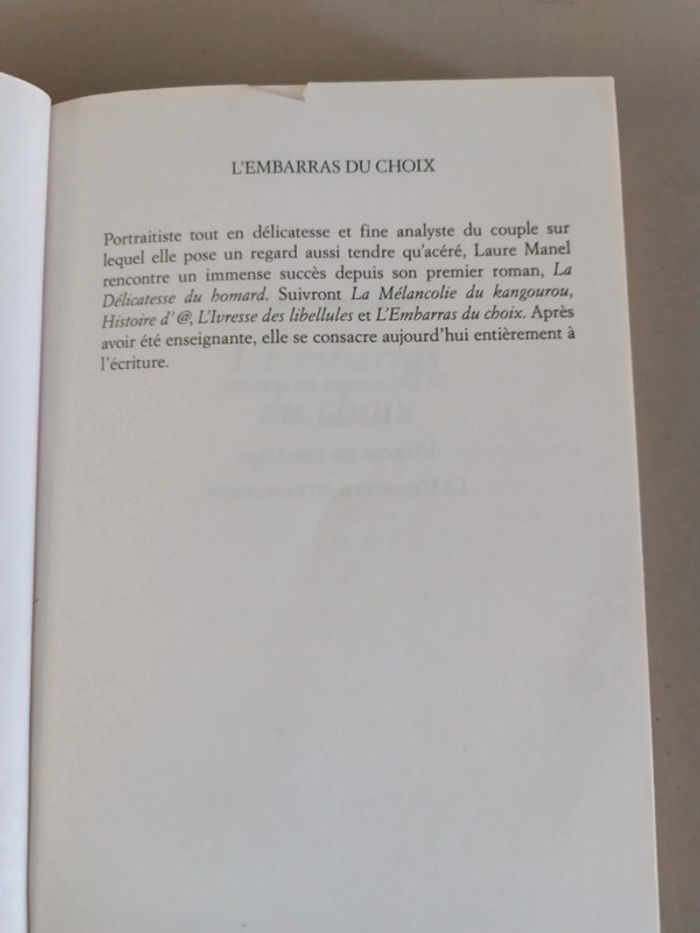 L'EMBARRAS DU CHOIX
Portraitiste tout en délicatesse et fine analyste du couple sur
lequel elle pose un regard aussi tendre qu'acéré, Laure Manel
rencontre un immense succès depuis son premier roman, La
Délicatesse du homard. Suivront La Mélancolie du kangourou,
Histoire d'@, L'Ivresse des libellules et L'Embarras du choix. Après
avoir été enseignante, elle se consacre aujourd'hui entièrement à
l'écriture.